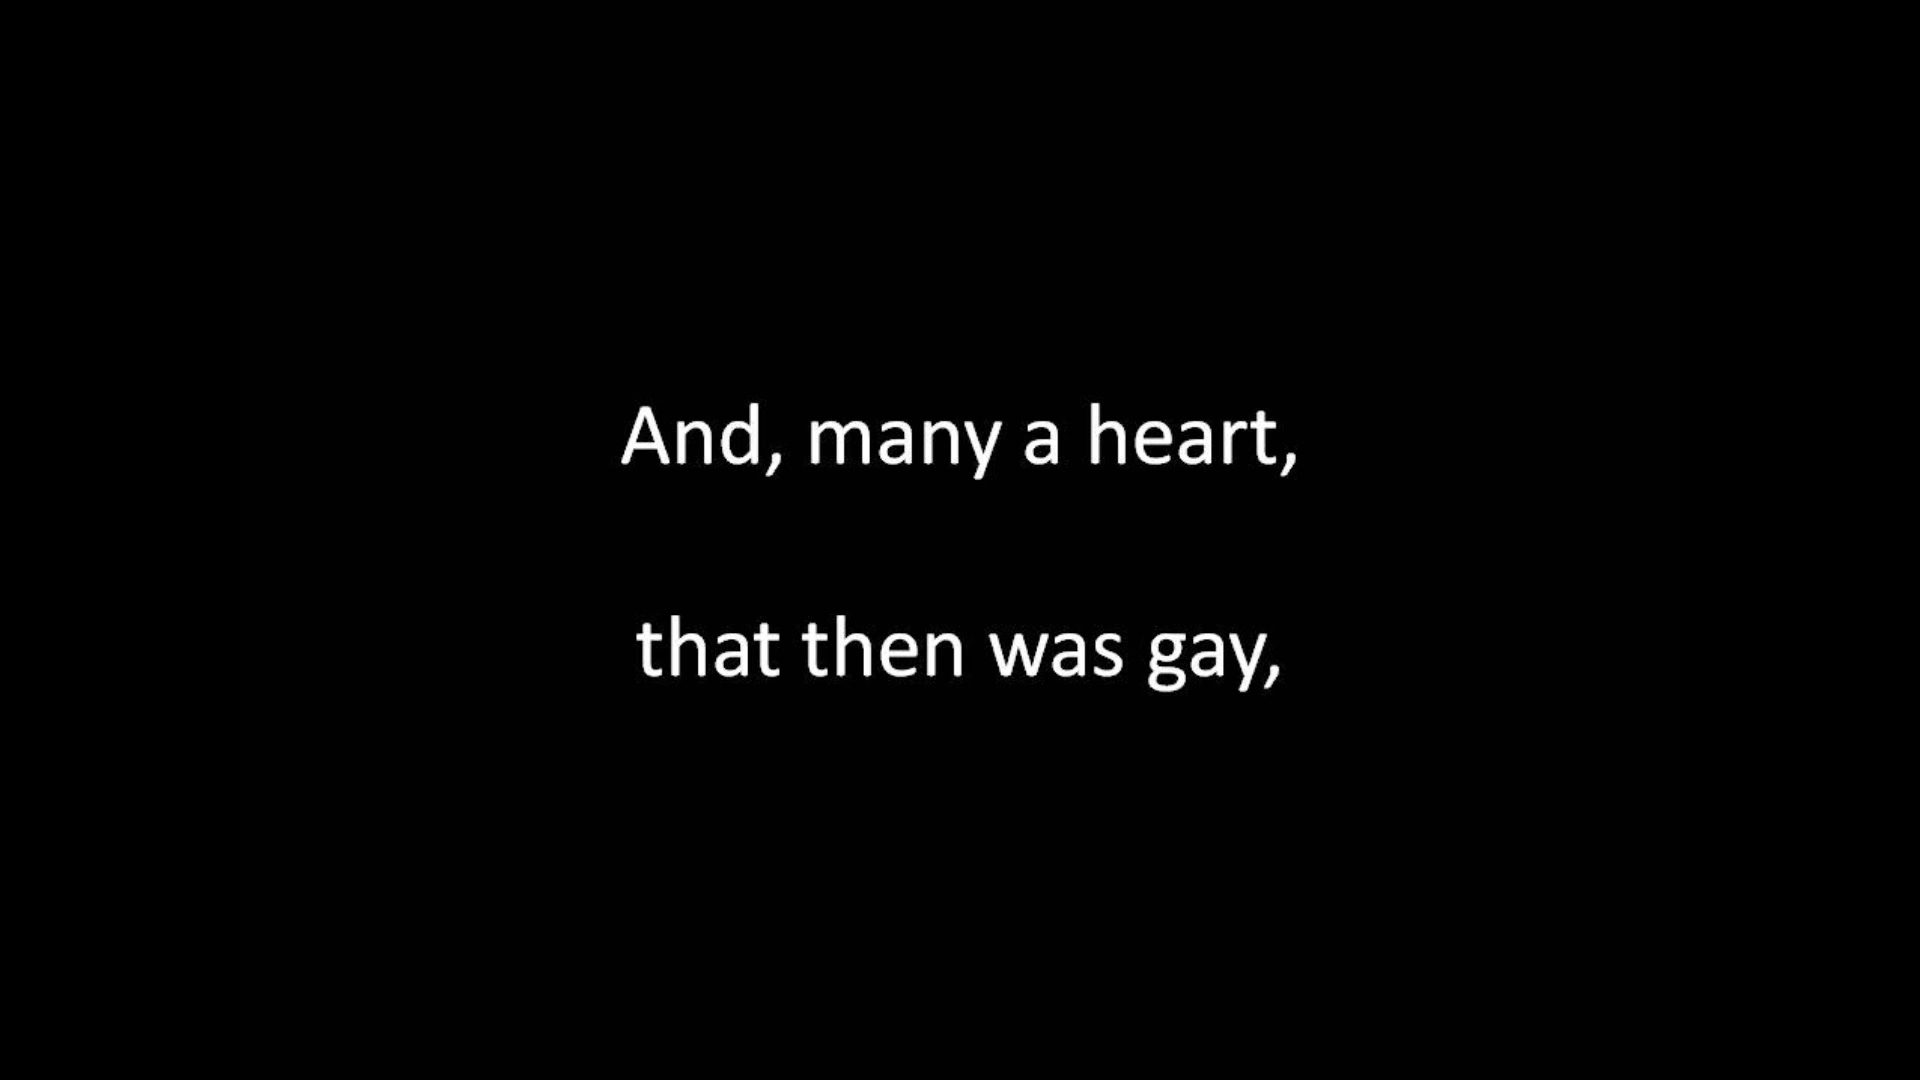 And, many a heart,
that then was gay,